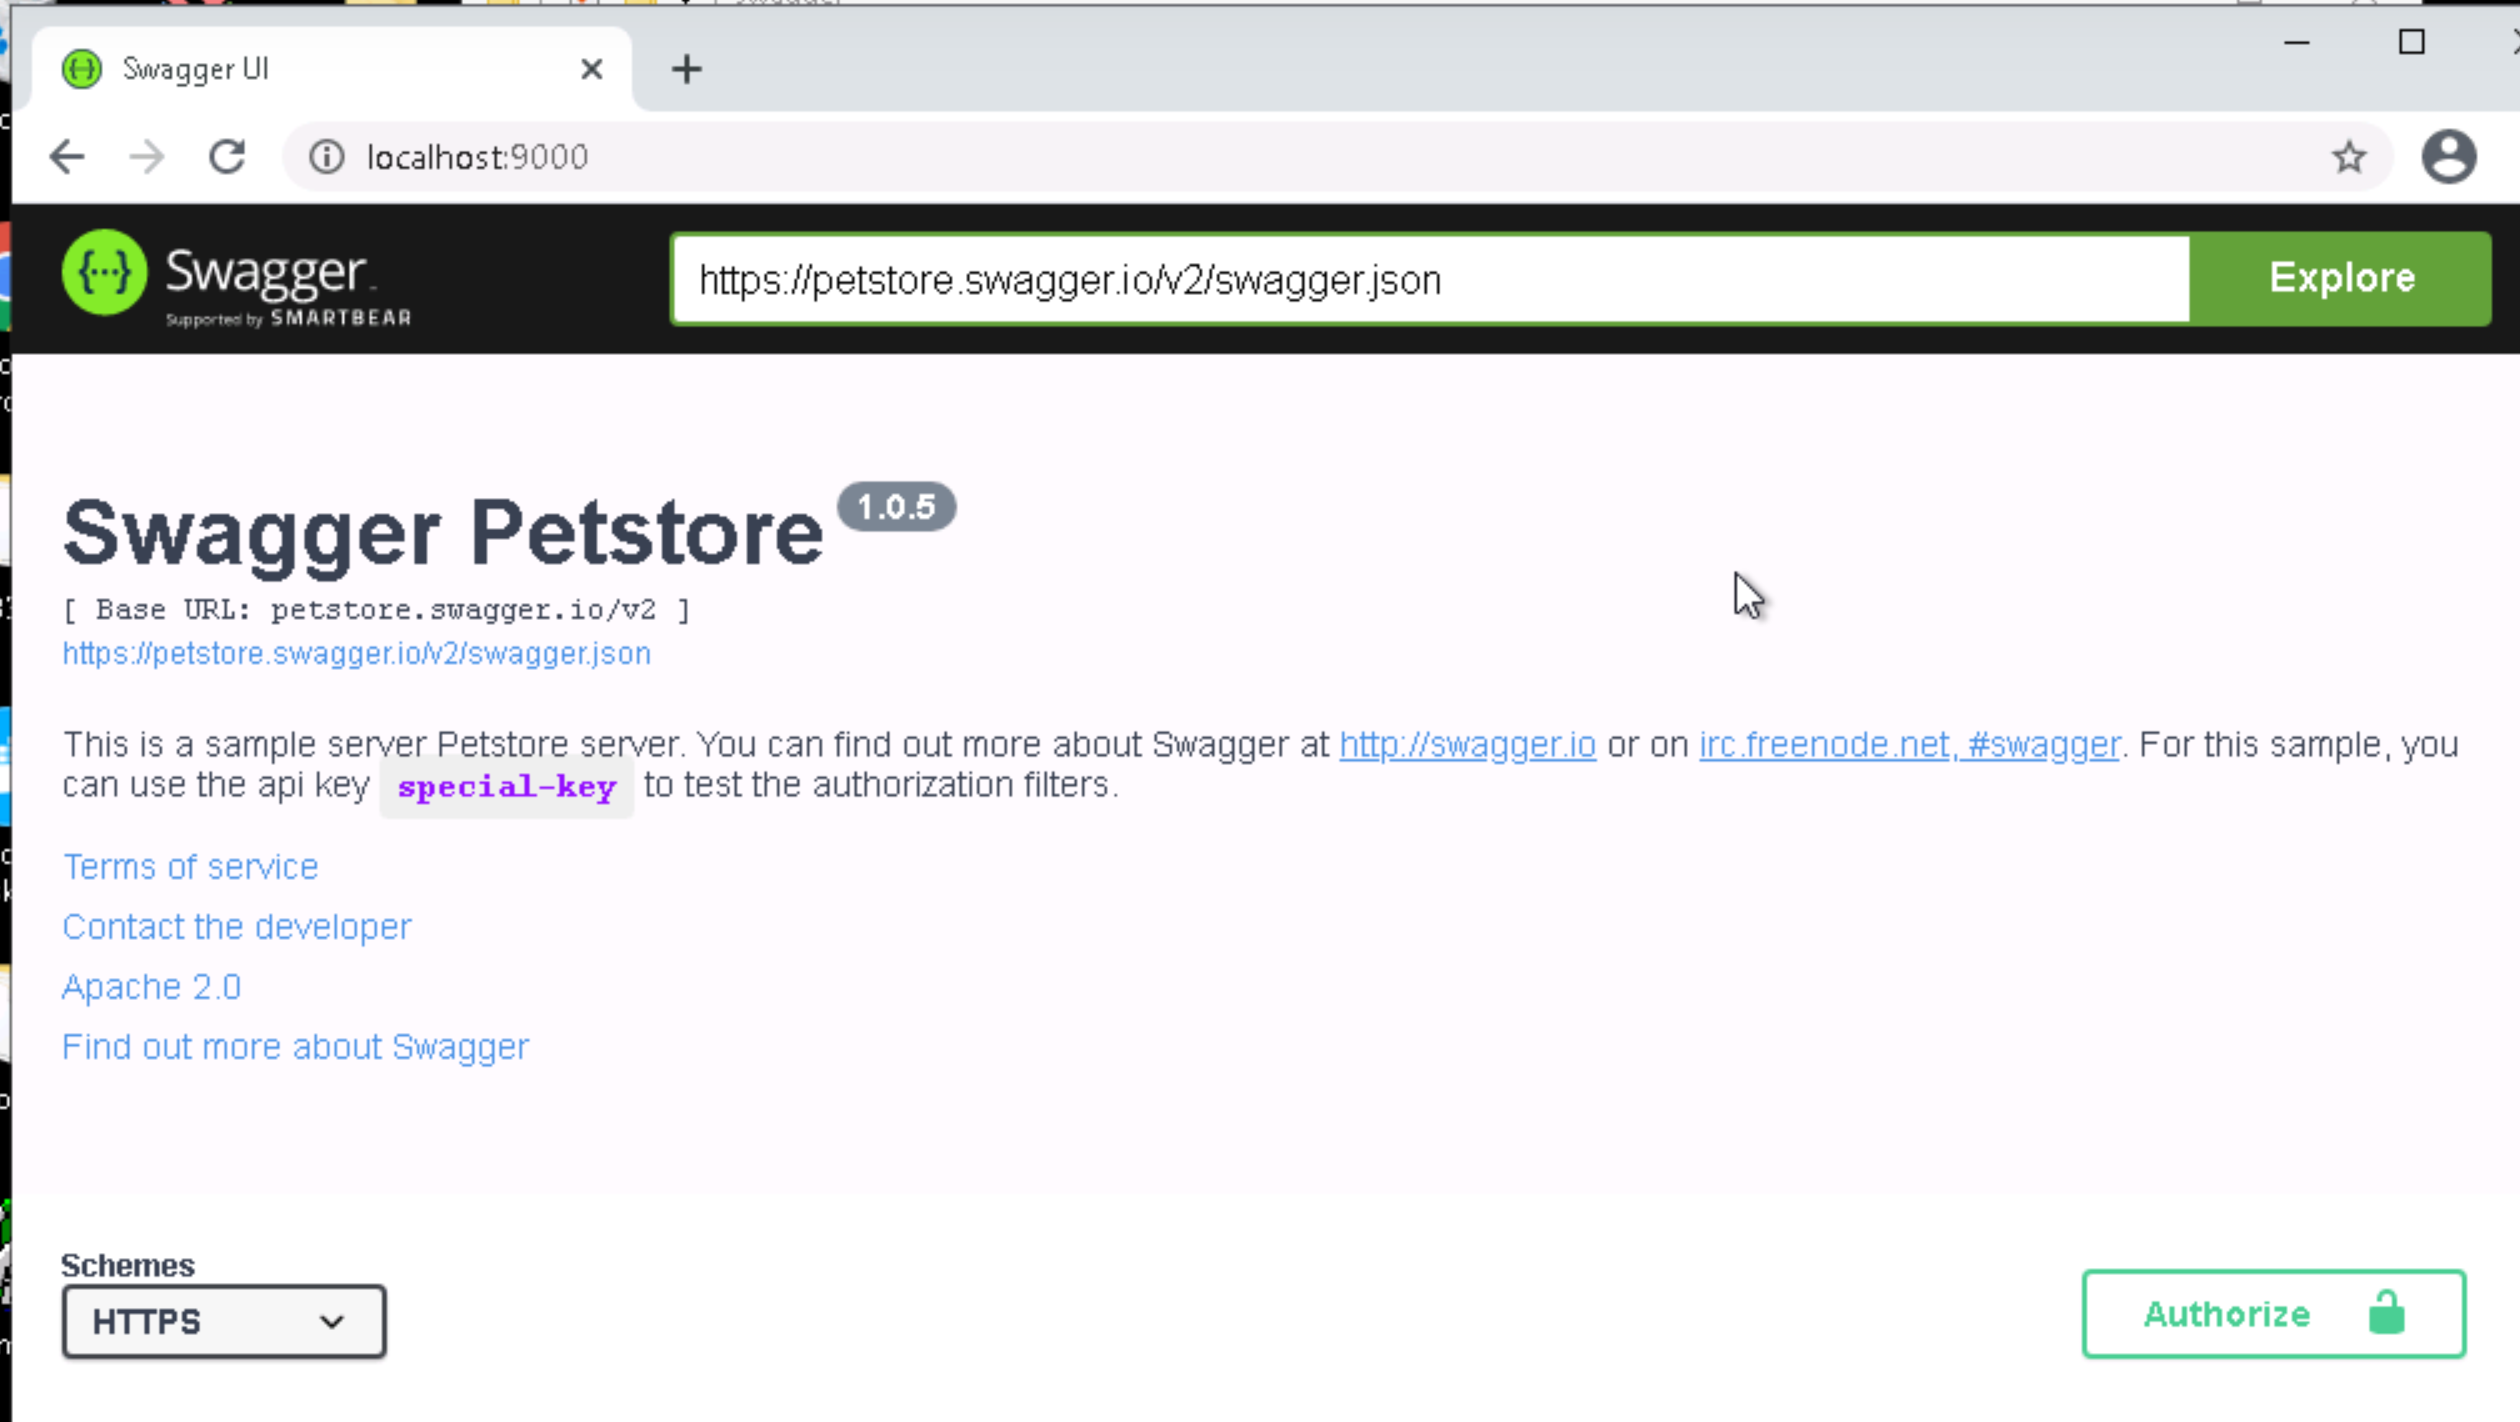 Swagger UI
localhost:9000
Swagger
Supported by SMARTBEAR
https://petstore.swagger.io/v2/swagger.json
Explore
Swagger Petstore 1.0.5
[ Base URL: petstore.swagger.io/v2 ]
https://petstore.swagger.io/v2/swagger.json
This is a sample server Petstore server. You can find out more about Swagger at http://swagger.io or on irc.freenode.net, #swagger. For this sample, you
can use the api key special-key to test the authorization filters.
Terms of service
Contact the developer
Apache 2.0
Find out more about Swagger
Schemes
HTTPS
Authorize